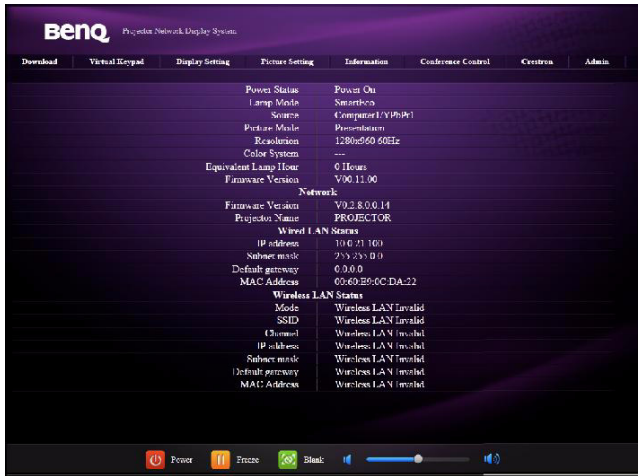 BenQ Projector Network Display System
Download Virtual Keypad Display Setting Picture Setting Information Conference Control Crestron Admin
Power Status Power On
Lamp Mode SmartEco
Source Computer1/YPbPr1
Picture Mode Presentation
Resolution 1280x960 60Hz
Color System ---
Equivalent Lamp Hour 0 Hours
Firmware Version V00.11.00
Network
Firmware Version V0.2.8.0.0.14
Projector Name PROJECTOR
Wired LAN Status
IP address 10.0.21.100
Subnet mask 255.255.0.0
Default gateway 0.0.0.0
MAC Address 00:60:E9:0C:DA:22
Wireless LAN Status
Mode Wireless LAN Invalid
SSID Wireless LAN Invalid
Channel Wireless LAN Invalid
IP address Wireless LAN Invalid
Subnet mask Wireless LAN Invalid
Default gateway Wireless LAN Invalid
MAC Address Wireless LAN Invalid
Power Freeze Blank